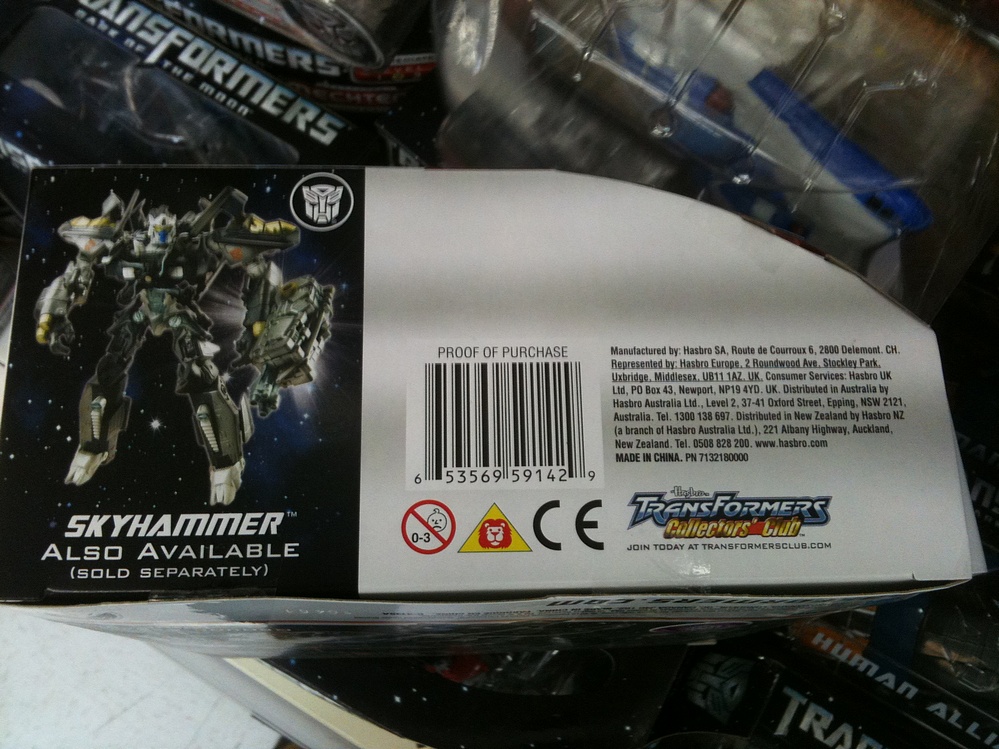 TRANSFORMERS
DARK OF THE MOON
PROOF OF PURCHASE
6 53569 59142 9
0-3
CE
Manufactured by: Hasbro SA, Route de Courroux 6, 2800 Delemont. CH.
Represented by: Hasbro Europe, 2 Roundwood Ave, Stockley Park,
Uxbridge, Middlesex, UB11 1AZ, UK. Consumer Services: Hasbro UK
Ltd, PO Box 43, Newport, NP19 4YD. UK. Distributed in Australia by
Hasbro Australia Ltd., Level 2, 37-41 Oxford Street, Epping, NSW 2121,
Australia. Tel. 1300 138 697. Distributed in New Zealand by Hasbro NZ
(a branch of Hasbro Australia Ltd.), 221 Albany Highway, Auckland,
New Zealand. Tel. 0508 828 200. www.hasbro.com
MADE IN CHINA. PN 7132180000
Hasbro
TRANSFORMERS
Collectors' Club™
JOIN TODAY AT TRANSFORMERSCLUB.COM
SKYHAMMER™
ALSO AVAILABLE
(SOLD SEPARATELY)
HUMAN